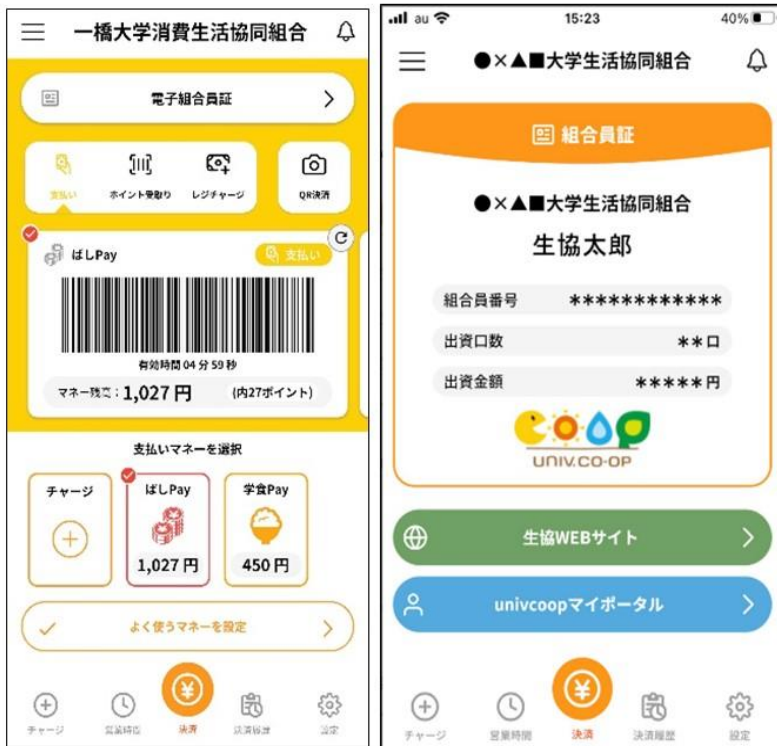 一橋大学消費生活協同組合
電子組合員証
支払い
ポイント受取り
レジチャージ
QR決済
ばしPay
支払い
有効時間 04 分 59 秒
マネー残高：1,027 円
(内27ポイント)
支払いマネーを選択
チャージ
ばしPay
1,027 円
学食Pay
450 円
よく使うマネーを設定
チャージ
営業時間
決済
決済履歴
設定
au
15:23
40%
●×▲■大学生活協同組合
組合員証
●×▲■大学生活協同組合
生協太郎
組合員番号
************
出資口数
**口
出資金額
*****円
UNIV.CO-OP
生協WEBサイト
univcoopマイポータル
チャージ
営業時間
決済
決済履歴
設定